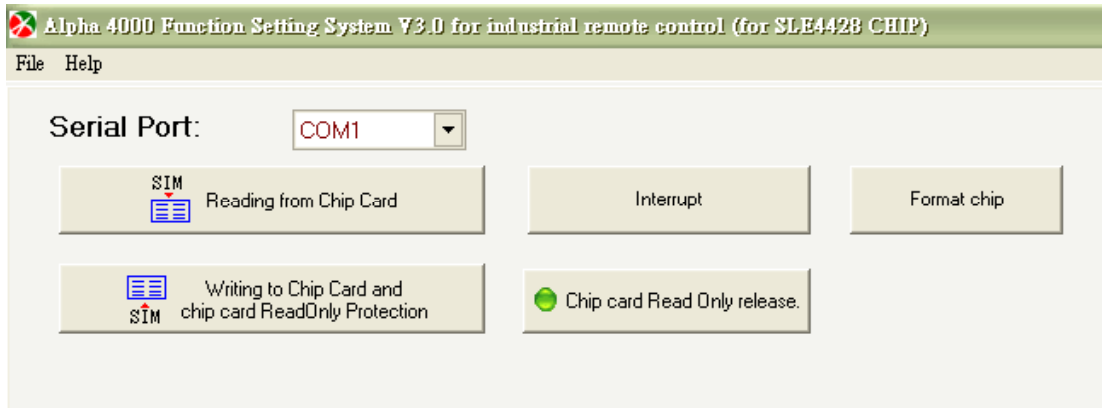 Alpha 4000 Function Setting System V3.0 for industrial remote control (for SLE4428 CHIP)
File Help
Serial Port: COM1
SIM
Reading from Chip Card
Interrupt
Format chip
Writing to Chip Card and
chip card ReadOnly Protection
SIM
Chip card Read Only release.